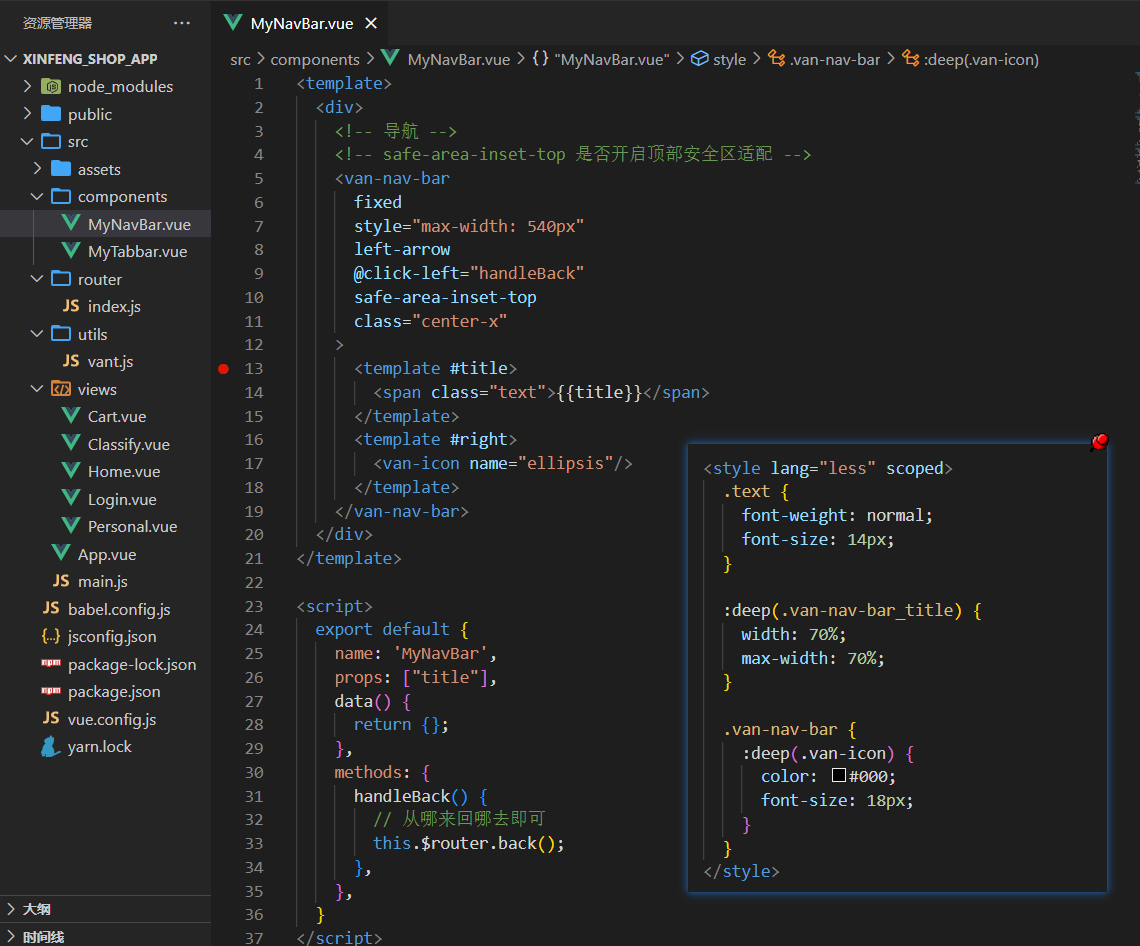 资源管理器 ...
XINFENG_SHOP_APP
node_modules
public
src
assets
components
MyNavBar.vue
MyTabbar.vue
router
JS index.js
utils
JS vant.js
views
Cart.vue
Classify.vue
Home.vue
Login.vue
Personal.vue
App.vue
JS main.js
JS babel.config.js
{..} jsconfig.json
npm package-lock.json
npm package.json
JS vue.config.js
yarn.lock
大纲
时间线
MyNavBar.vue ×
src > components > MyNavBar.vue > {} "MyNavBar.vue" > style > .van-nav-bar > :deep(.van-icon)
1 <template>
2 <div>
3 <!-- 导航 -->
4 <!-- safe-area-inset-top 是否开启顶部安全区适配 -->
5 <van-nav-bar
6 fixed
7 style="max-width: 540px"
8 left-arrow
9 @click-left="handleBack"
10 safe-area-inset-top
11 class="center-x"
12 >
13 <template #title>
14 <span class="text">{{title}}</span>
15 </template>
16 <template #right>
17 <van-icon name="ellipsis"/>
18 </template>
19 </van-nav-bar>
20 </div>
21 </template>
22
23 <script>
24 export default {
25 name: 'MyNavBar',
26 props: ["title"],
27 data() {
28 return {};
29 },
30 methods: {
31 handleBack() {
32 // 从哪来回哪去即可
33 this.$router.back();
34 },
35 },
36 }
37 </script>
<style lang="less" scoped>
.text {
font-weight: normal;
font-size: 14px;
}
:deep(.van-nav-bar_title) {
width: 70%;
max-width: 70%;
}
.van-nav-bar {
:deep(.van-icon) {
color: #000;
font-size: 18px;
}
}
</style>